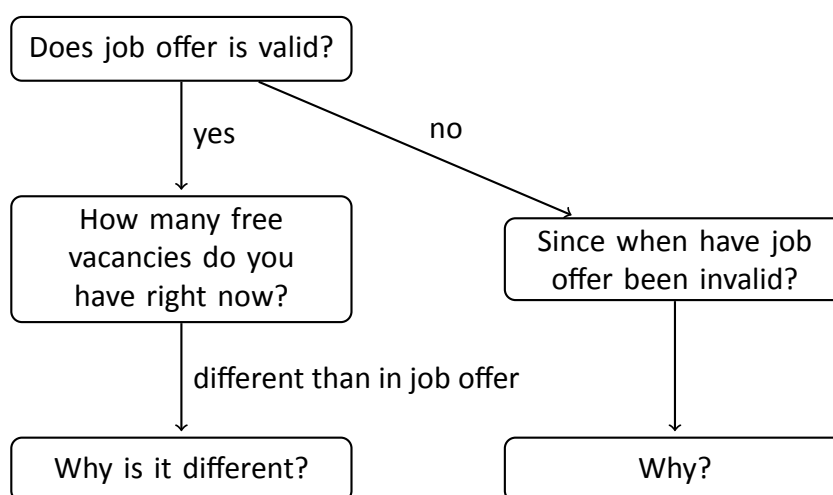 Does job offer is valid?
yes
no
How many free
vacancies do you
have right now?
Since when have job
offer been invalid?
different than in job offer
Why is it different?
Why?